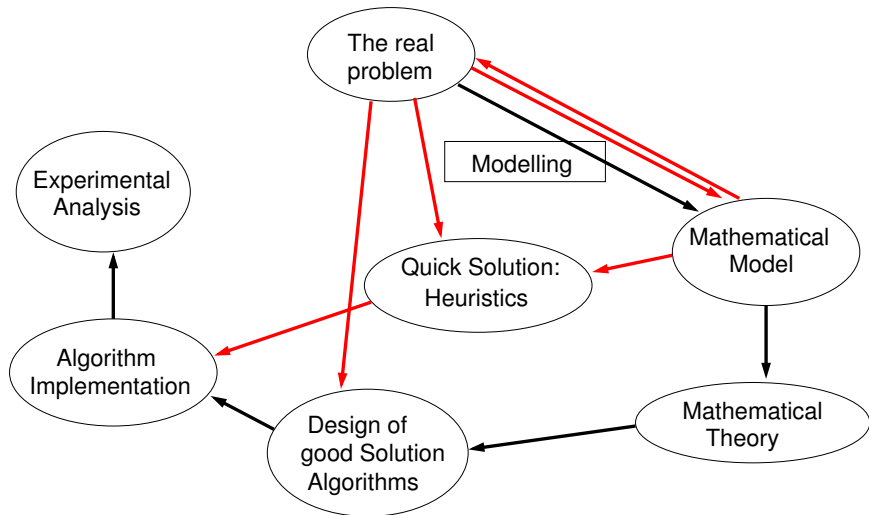 The real
problem
Modelling
Experimental
Analysis
Mathematical
Model
Quick Solution:
Heuristics
Algorithm
Implementation
Design of
good Solution
Algorithms
Mathematical
Theory